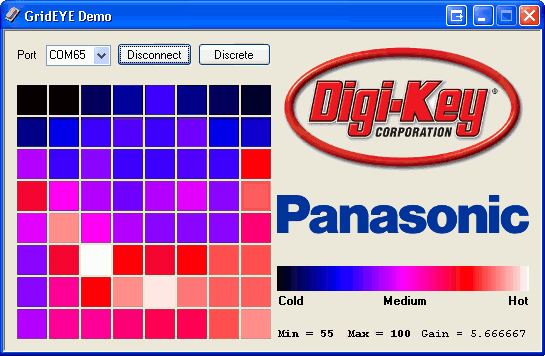 GridEYE Demo
Port COM65 Disconnect Discrete
Digi-Key®
CORPORATION
Panasonic
Cold Medium Hot
Min = 55 Max = 100 Gain = 5.666667